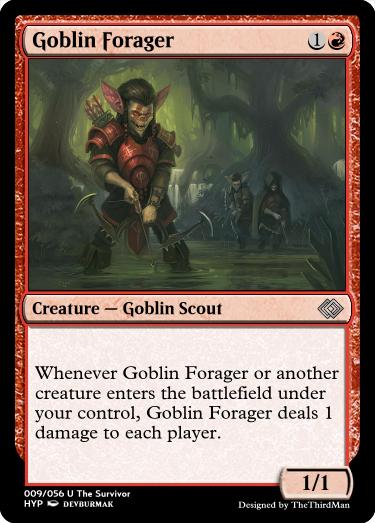 Goblin Forager 1
Creature — Goblin Scout
Whenever Goblin Forager or another
creature enters the battlefield under
your control, Goblin Forager deals 1
damage to each player.
1/1
009/056 U The Survivor
HYP DEVBURMAK
Designed by TheThirdMan